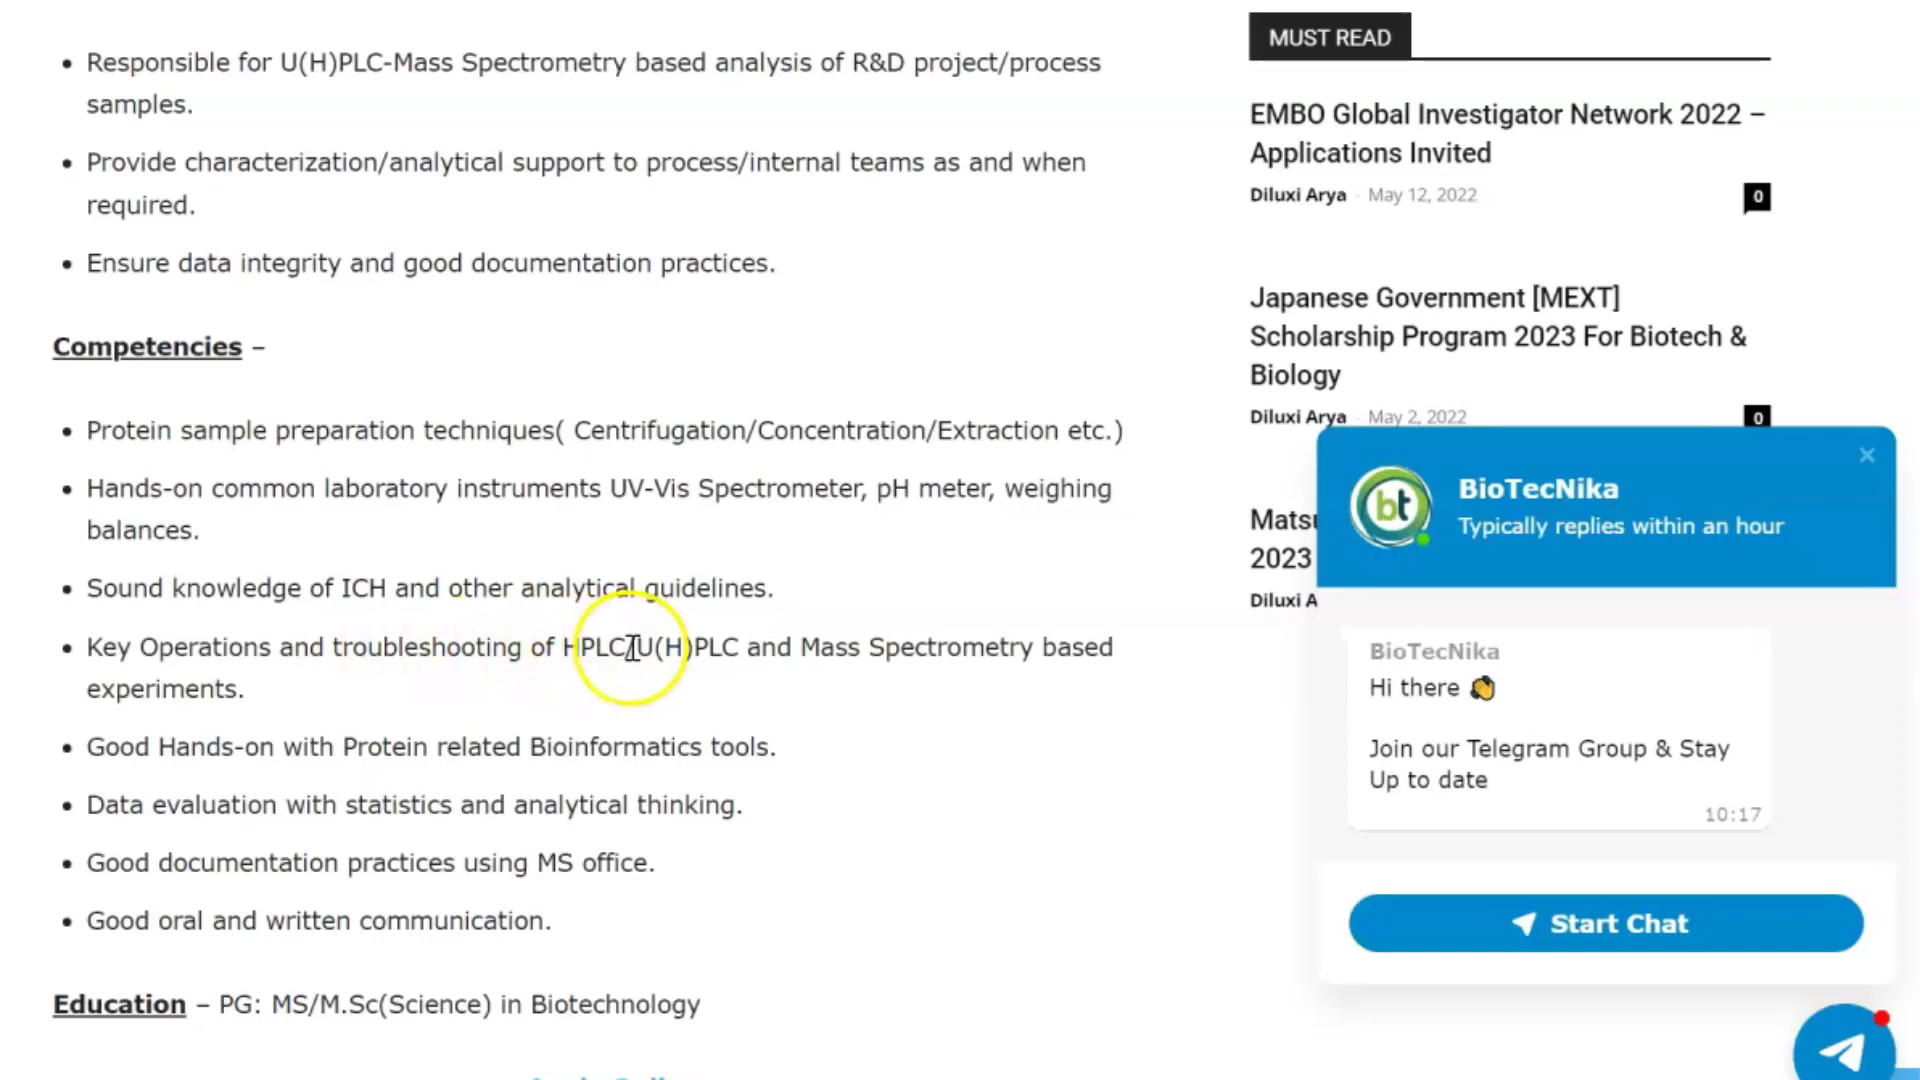 Responsible for U(H)PLC-Mass Spectrometry based analysis of R&D project/process
samples.
Provide characterization/analytical support to process/internal teams as and when
required.
Ensure data integrity and good documentation practices.
Competencies –
Protein sample preparation techniques( Centrifugation/Concentration/Extraction etc.)
Hands-on common laboratory instruments UV-Vis Spectrometer, pH meter, weighing
balances.
Sound knowledge of ICH and other analytical guidelines.
Key Operations and troubleshooting of HPLC/U(H)PLC and Mass Spectrometry based
experiments.
Good Hands-on with Protein related Bioinformatics tools.
Data evaluation with statistics and analytical thinking.
Good documentation practices using MS office.
Good oral and written communication.
Education – PG: MS/M.Sc(Science) in Biotechnology
MUST READ
EMBO Global Investigator Network 2022 –
Applications Invited
Diluxi Arya - May 12, 2022
0
Japanese Government [MEXT]
Scholarship Program 2023 For Biotech &
Biology
Diluxi Arya - May 2, 2022
0
2023
Diluxi A
bt
BioTecNika
Typically replies within an hour
BioTecNika
Hi there 👏
Join our Telegram Group & Stay
Up to date
10:17
Start Chat